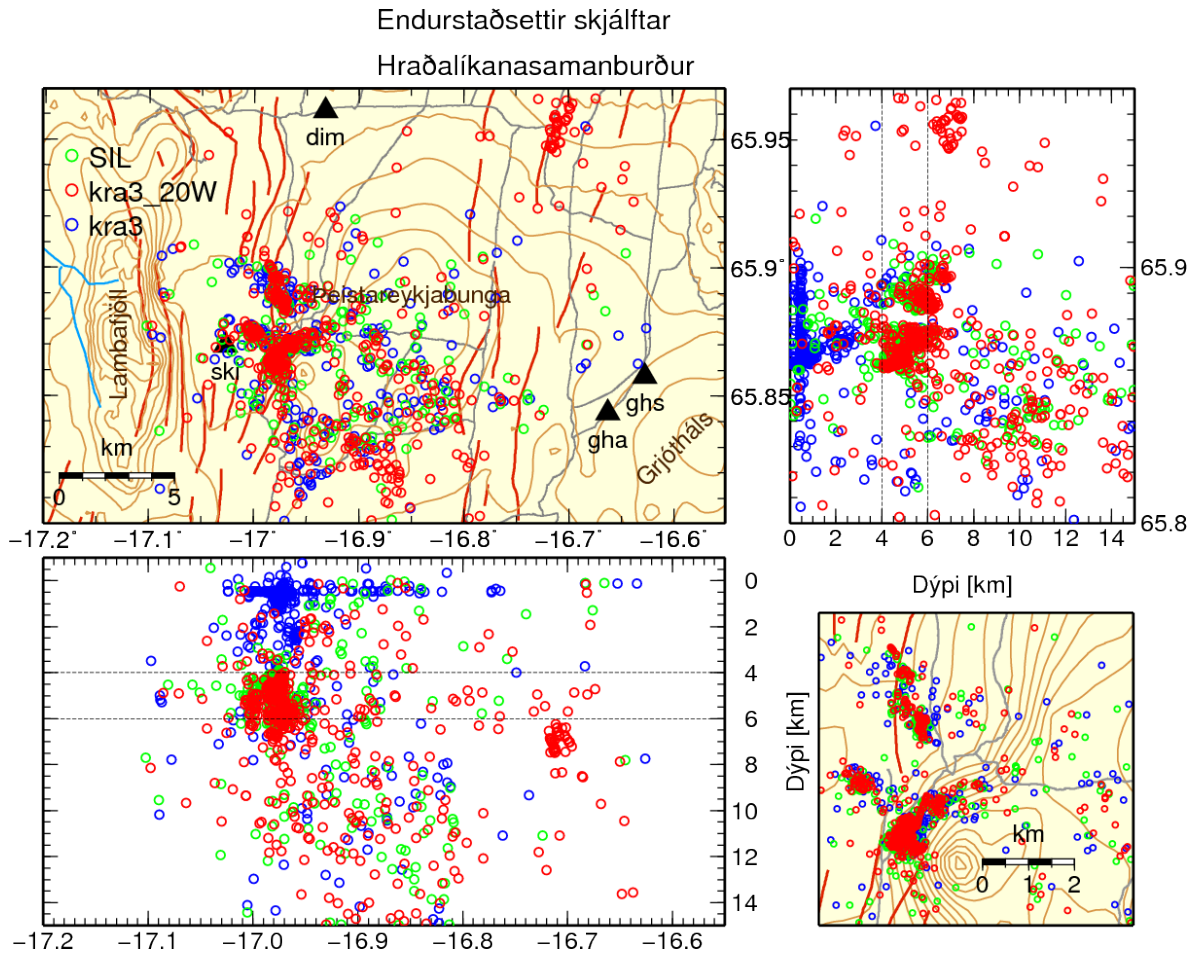 Endurstaðsettir skjálftar
Hraðalíkanasamanburður
dim
SIL
kra3_20W
kra3
Þeistareykjabunga
Lambafjöll
skj
ghs
gha
Grjótháls
km
0 5
−17.2 −17.1 −17 −16.9 −16.8 −16.7 −16.6
65.95
65.9
65.85
65.8
0 2 4 6 8 10 12 14
Dýpi [km]
0
2
4
6
8
10
12
14
Dýpi [km]
−17.2 −17.1 −17.0 −16.9 −16.8 −16.7 −16.6
km
0 1 2